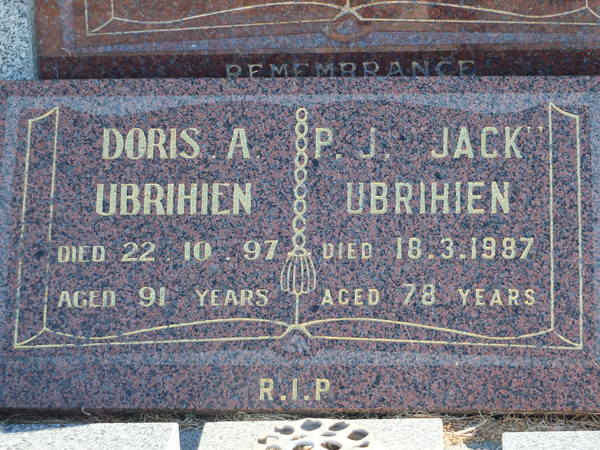 REMEMBRANCE
DORIS . A.
UBRIHIEN
DIED 22 . 10 . 97
AGED 91 YEARS
P. J. "JACK"
UBRIHIEN
DIED 18.3.1987
AGED 78 YEARS
R.I.P